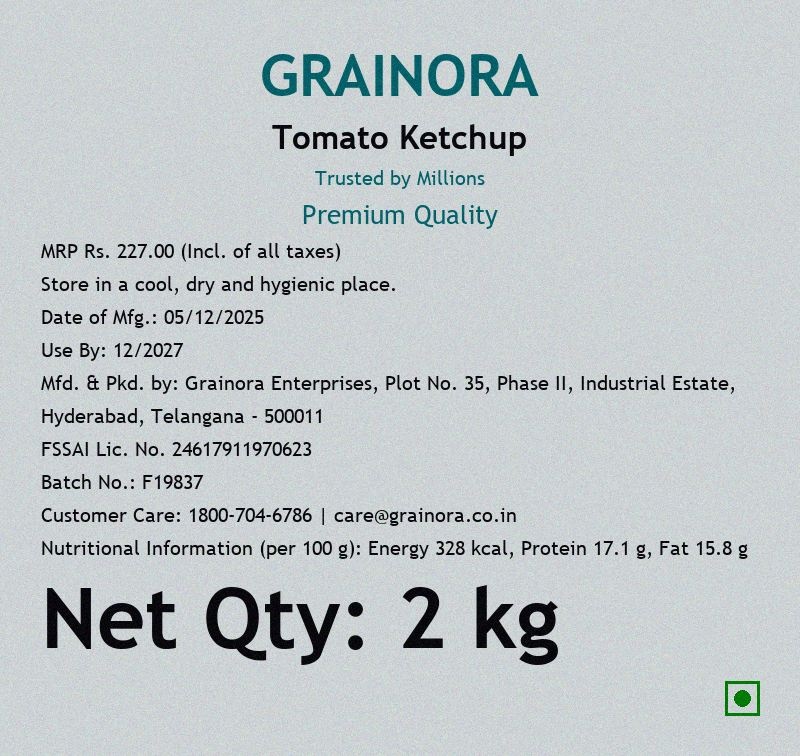 GRAINORA
Tomato Ketchup
Trusted by Millions
Premium Quality
MRP Rs. 227.00 (Incl. of all taxes)
Store in a cool, dry and hygienic place.
Date of Mfg.: 05/12/2025
Use By: 12/2027
Mfd. & Pkd. by: Grainora Enterprises, Plot No. 35, Phase II, Industrial Estate,
Hyderabad, Telangana - 500011
FSSAI Lic. No. 24617911970623
Batch No.: F19837
Customer Care: 1800-704-6786 | care@grainora.co.in
Nutritional Information (per 100 g): Energy 328 kcal, Protein 17.1 g, Fat 15.8 g
Net Qty: 2 kg